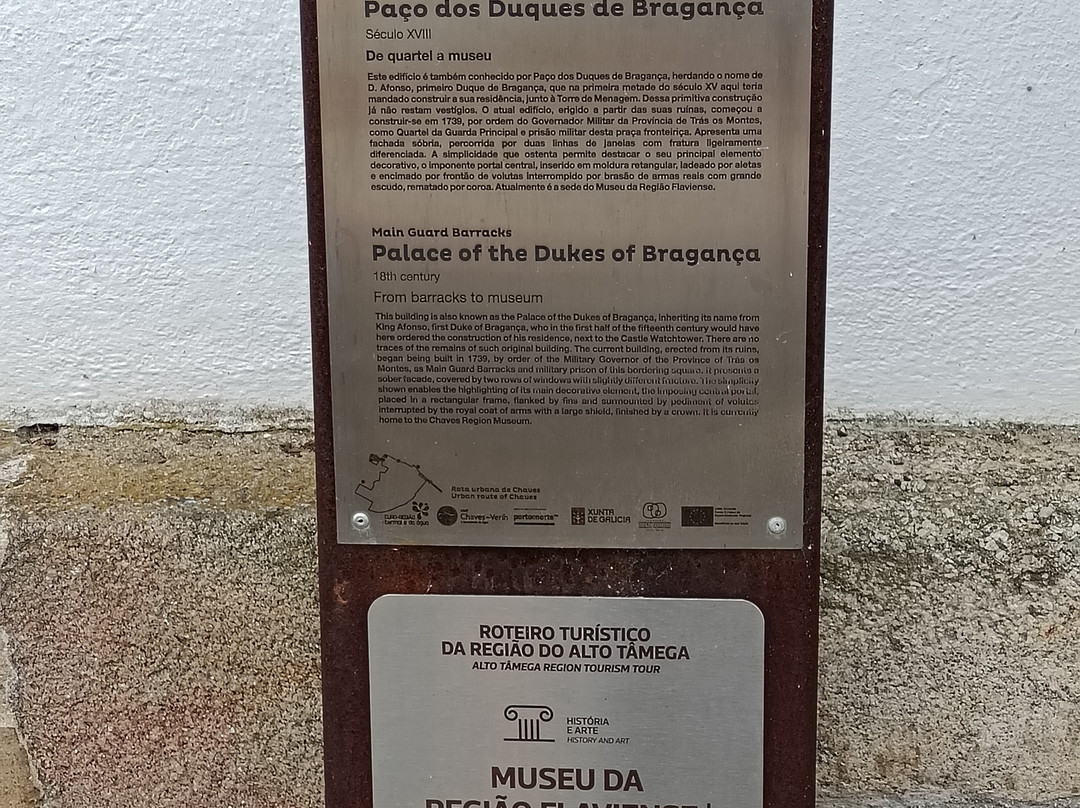 Paço dos Duques de Bragança
Século XVIII
De quartel a museu
Este edifício é também conhecido por Paço dos Duques de Bragança, herdando o nome de
D. Afonso, primeiro Duque de Bragança, que na primeira metade do século XV aqui teria
mandado construir a sua residência, junto à Torre de Menagem. Dessa primitiva construção
já não restam vestígios. O atual edifício, erigido a partir das suas ruínas, começou a
construir-se em 1739, por ordem do Governador Militar da Província de Trás os Montes,
como Quartel da Guarda Principal e prisão militar desta praça fronteiriça. Apresenta uma
fachada sóbria, percorrida por duas linhas de janelas com fratura ligeiramente
diferenciada. A simplicidade que ostenta permite destacar o seu principal elemento
decorativo, o imponente portal central, inserido em moldura retangular, ladeado por aletas
e encimado por frontão de volutas interrompido por brasão de armas reais com grande
escudo, rematado por coroa. Atualmente é a sede do Museu da Região Flaviense.
Main Guard Barracks
Palace of the Dukes of Bragança
18th century
From barracks to museum
This building is also known as the Palace of the Dukes of Bragança, inheriting its name from
King Afonso, first Duke of Bragança, who in the first half of the fifteenth century would have
here ordered the construction of his residence, next to the Castle Watchtower. There are no
traces of the remains of such original building. The current building, erected from its ruins,
began being built in 1739, by order of the Military Governor of the Province of Trás os
Montes, as Main Guard Barracks and military prison of this bordering square. It presents a
sober facade, covered by two rows of windows with slightly different fracture. The simplicity
shown enables the highlighting of its main decorative element, the imposing central portal,
placed in a rectangular frame, flanked by fins and surmounted by pediment of volutes
interrupted by the royal coat of arms with a large shield, finished by a crown. It is currently
home to the Chaves Region Museum.
Rota urbana de Chaves
Urban route of Chaves
Chaves-Verín
portonorte
XUNTA
DE GALICIA
ROTEIRO TURÍSTICO
DA REGIÃO DO ALTO TÂMEGA
ALTO TÂMEGA REGION TOURISM TOUR
HISTÓRIA
E ARTE
HISTORY AND ART
MUSEU DA
REGIÃO FLAVIENSE